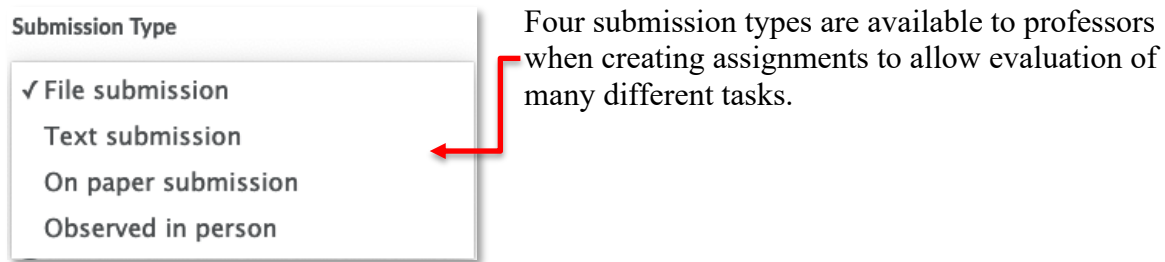 Submission Type
✓ File submission
Text submission
On paper submission
Observed in person
Four submission types are available to professors
when creating assignments to allow evaluation of
many different tasks.